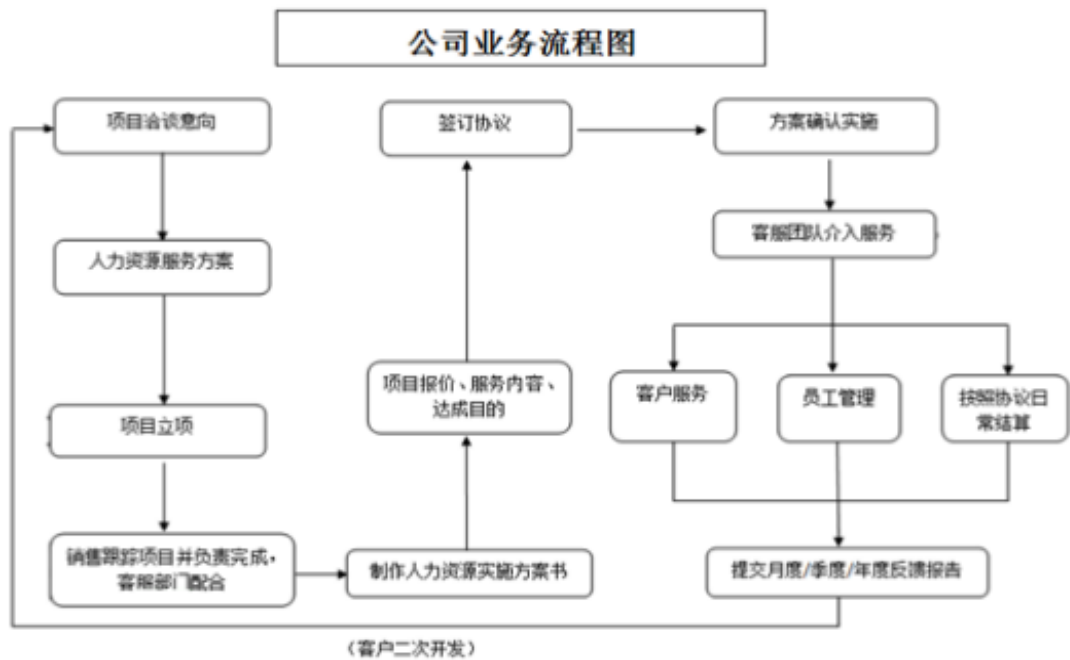 公司业务流程图
项目洽谈意向
人力资源服务方案
项目立项
销售跟踪项目并负责完成，
客服部门配合
制作人力资源实施方案书
项目报价、服务内容、
达成目的
签订协议
方案确认实施
客服团队介入服务
客户服务
员工管理
按照协议日
常结算
提交月度/季度/年度反馈报告
（客户二次开发）